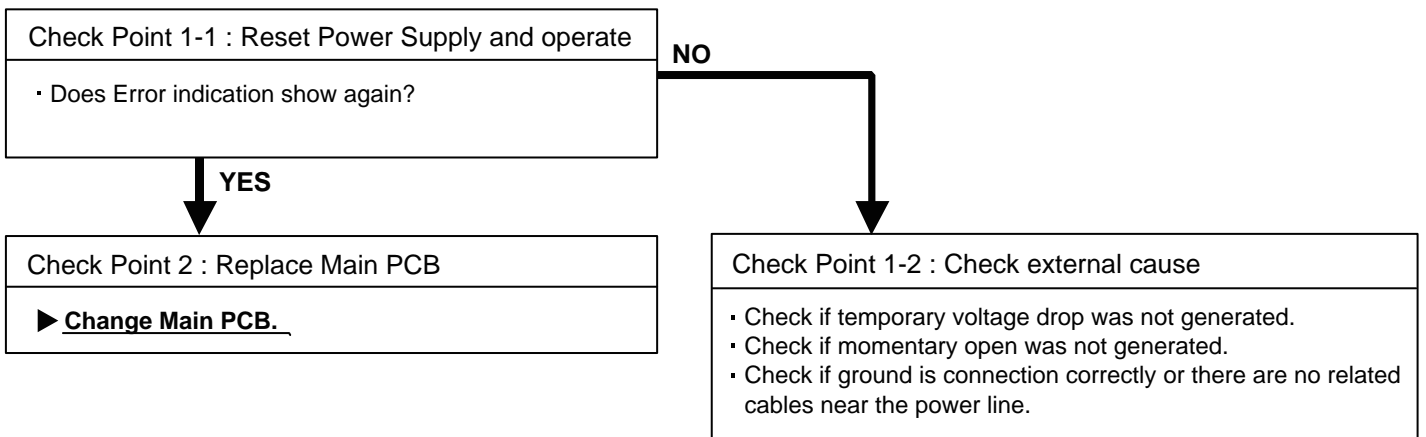 Check Point 1-1 : Reset Power Supply and operate
・Does Error indication show again?
NO
YES
Check Point 2 : Replace Main PCB
▶Change Main PCB.
Check Point 1-2 : Check external cause
・Check if temporary voltage drop was not generated.
・Check if momentary open was not generated.
・Check if ground is connection correctly or there are no related
cables near the power line.